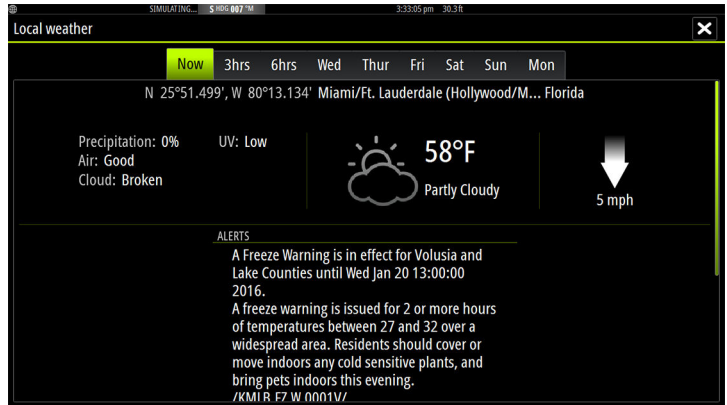 SIMULATING... S HDG 007 °M 3:33:05 pm 30.3 ft
Local weather
Now 3hrs 6hrs Wed Thur Fri Sat Sun Mon
N 25°51.499', W 80°13.134' Miami/Ft. Lauderdale (Hollywood/M... Florida
Precipitation: 0% UV: Low
Air: Good
Cloud: Broken
58°F
Partly Cloudy
5 mph
ALERTS
A Freeze Warning is in effect for Volusia and
Lake Counties until Wed Jan 20 13:00:00
2016.
A freeze warning is issued for 2 or more hours
of temperatures between 27 and 32 over a
widespread area. Residents should cover or
move indoors any cold sensitive plants, and
bring pets indoors this evening.
/KMLB.FZ.W.0001V/